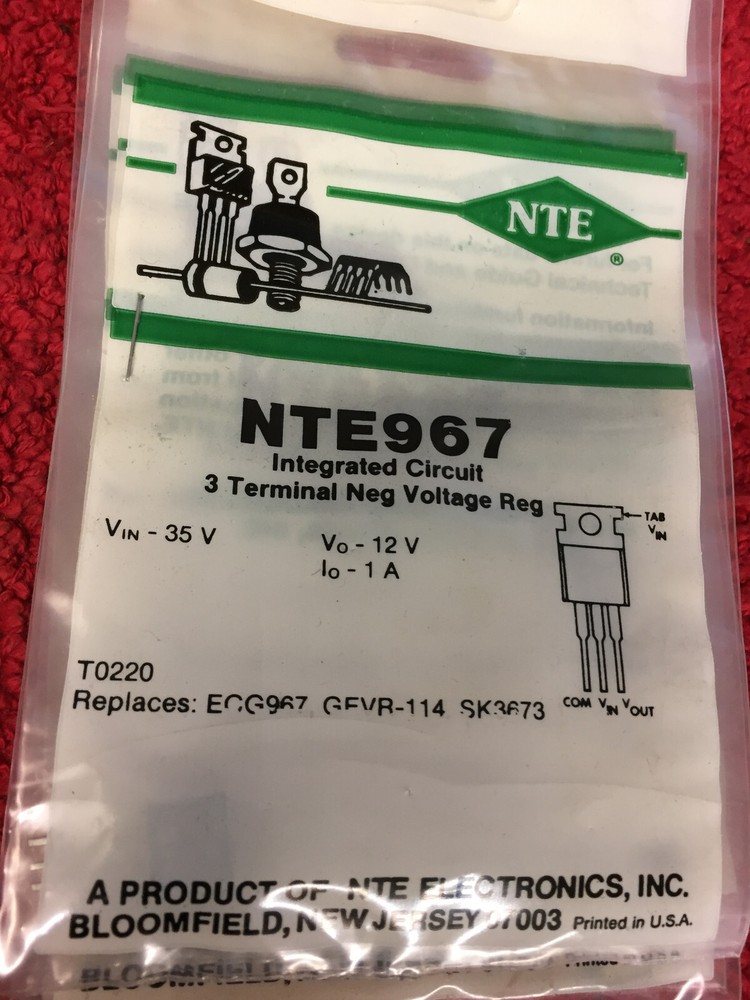 NTE
®
NTE967
Integrated Circuit
3 Terminal Neg Voltage Reg
VIN - 35 V
VO - 12 V
IO - 1 A
TAB
VIN
T0220
Replaces: ECG967 GEVR-114 SK3673
COM VIN VOUT
A PRODUCT OF NTE ELECTRONICS, INC.
BLOOMFIELD, NEW JERSEY 07003 Printed in U.S.A.
BLOOMFIELD,